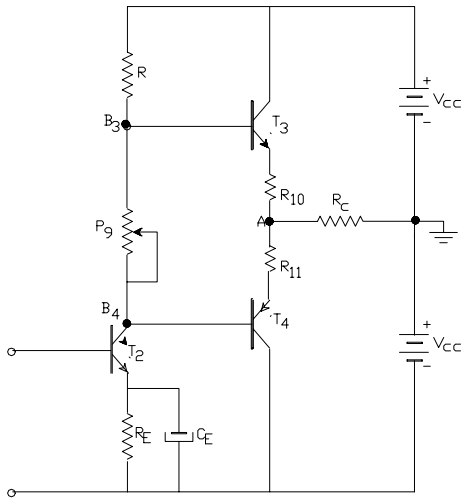 R
B3
T3
+
VCC
-
R10
P9
A
RC
R11
B4
T4
T2
+
VCC
-
RE
CE